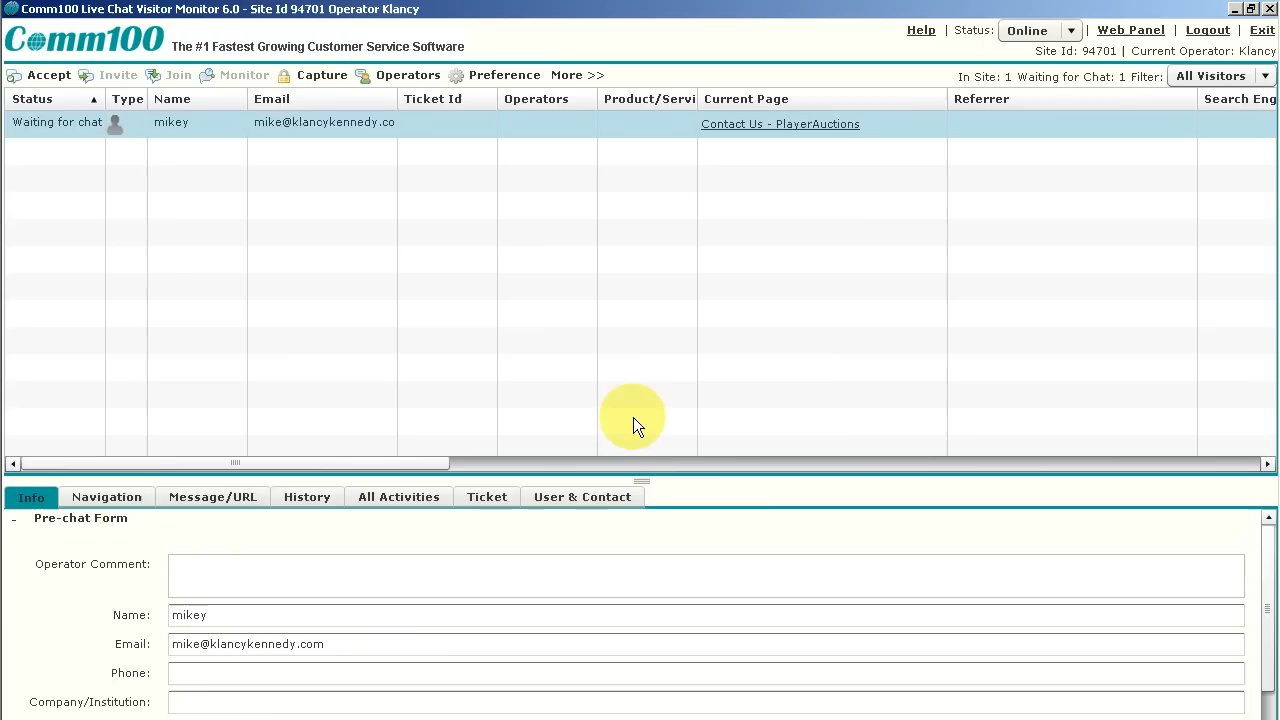 Comm100 Live Chat Visitor Monitor 6.0 - Site Id 94701 Operator Klancy
Comm100 The #1 Fastest Growing Customer Service Software
Help | Status: Online | Web Panel | Logout | Exit
Site Id: 94701 | Current Operator: Klancy
Accept Invite Join Monitor Capture Operators Preference More >> In Site: 1 Waiting for Chat: 1 Filter: All Visitors
Status Type Name Email Ticket Id Operators Product/Servi Current Page Referrer Search Eng
Waiting for chat mikey mike@klancykennedy.co Contact Us - PlayerAuctions
Info Navigation Message/URL History All Activities Ticket User & Contact
- Pre-chat Form
Operator Comment:
Name: mikey
Email: mike@klancykennedy.com
Phone:
Company/Institution: